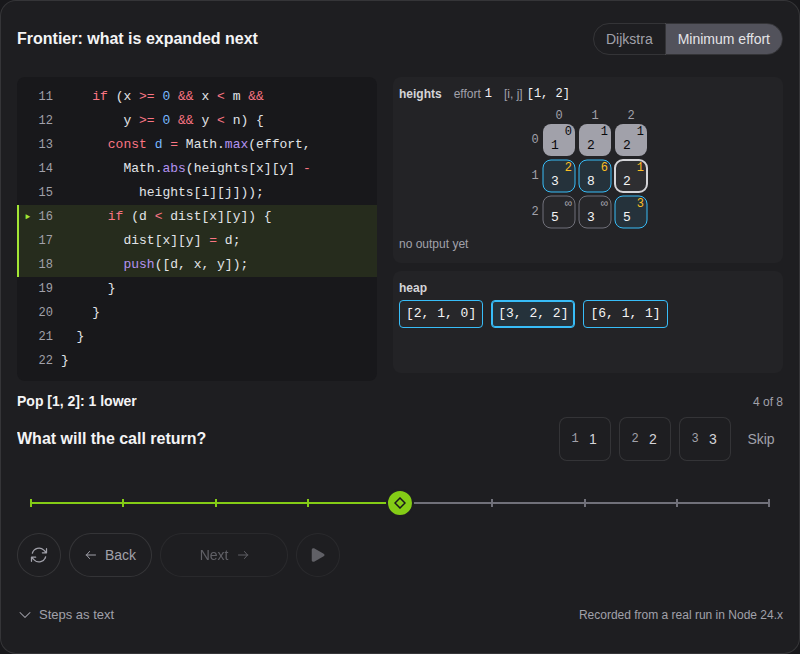 Frontier: what is expanded next
Dijkstra
Minimum effort
11: if (x >= 0 && x < m &&
12: y >= 0 && y < n) {
13: const d = Math.max(effort,
14: Math.abs(heights[x][y] -
15: heights[i][j]));
▸ 16: if (d < dist[x][y]) {
17: dist[x][y] = d;
18: push([d, x, y]);
19: }
20: }
21: }
22: }
heights effort 1 [i, j] [1, 2]
0 1 2
0 1 0 2 1 2 1
1 3 2 8 6 2 1
2 5 ∞ 3 ∞ 5 3
no output yet
heap
[2, 1, 0] [3, 2, 2] [6, 1, 1]
Pop [1, 2]: 1 lower
4 of 8
What will the call return?
1 1
2 2
3 3
Skip
← Back
Next →
Steps as text
Recorded from a real run in Node 24.x